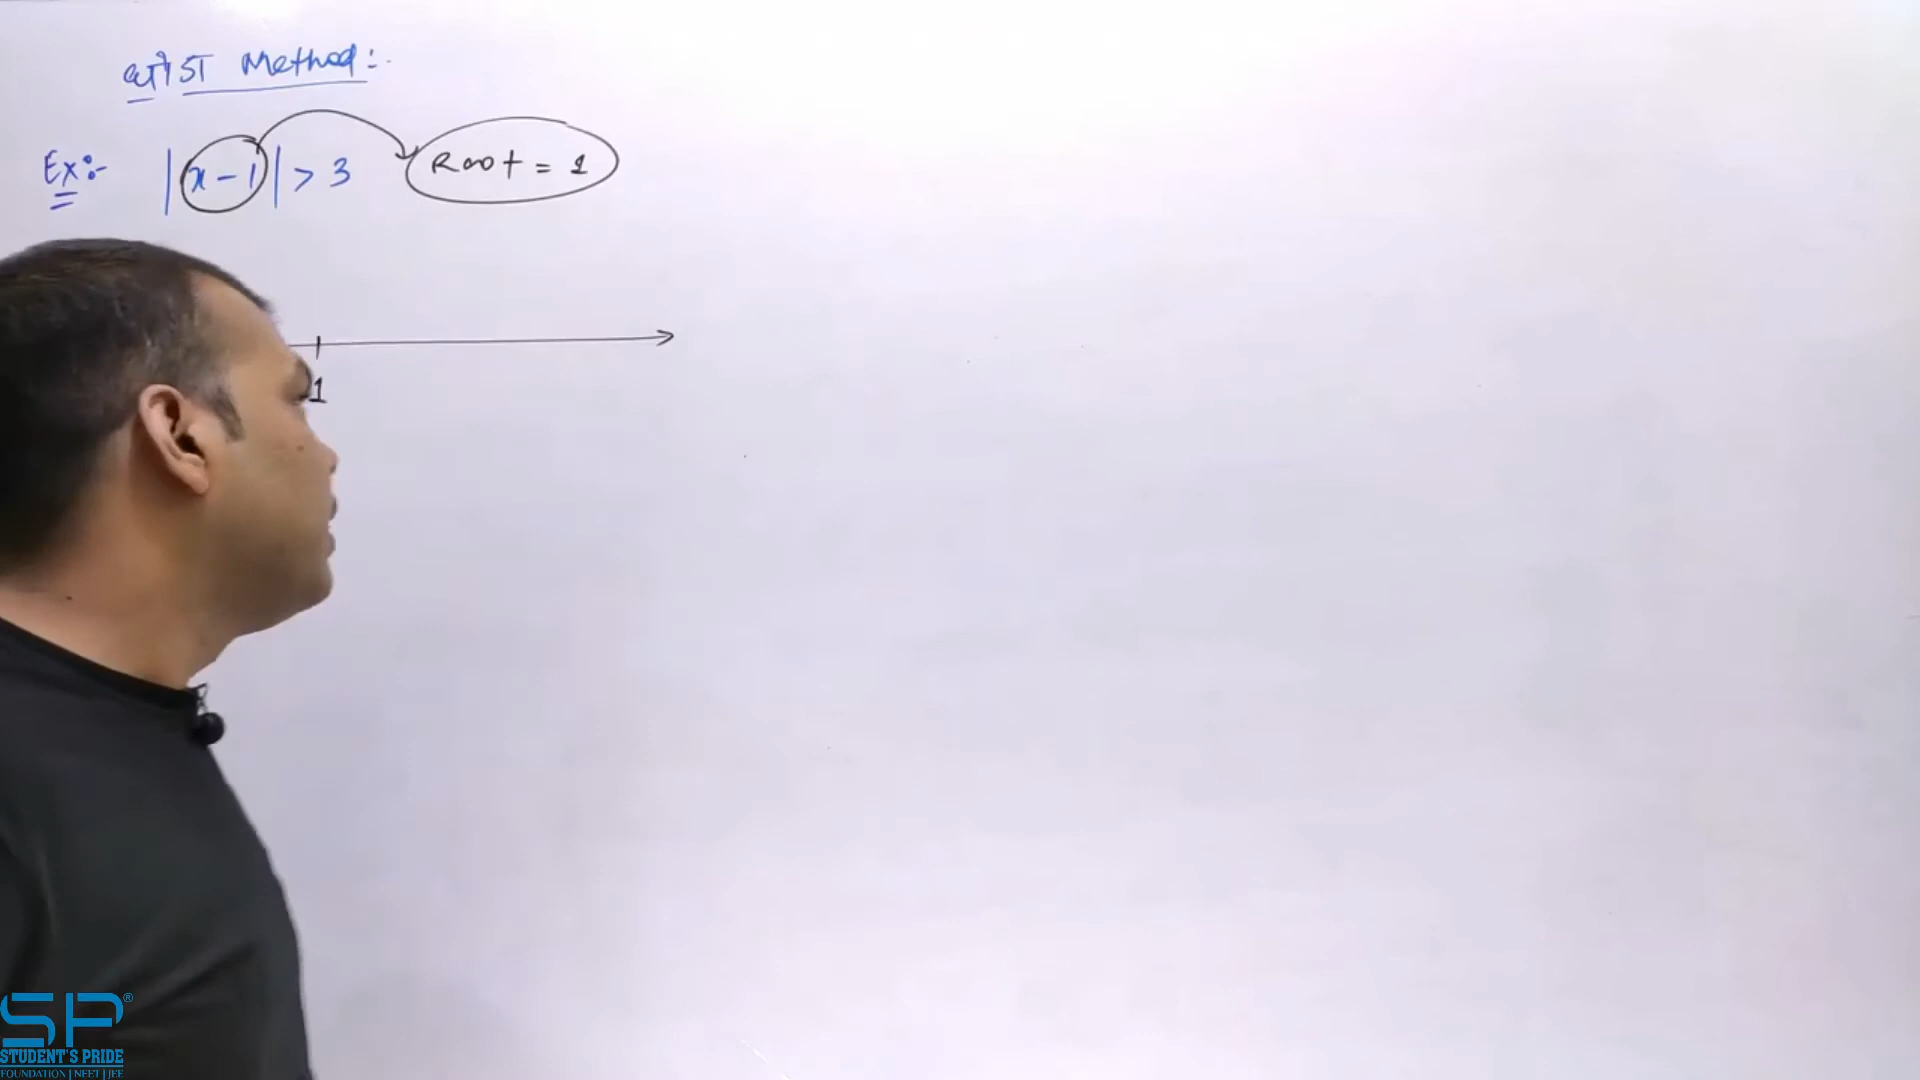 Method :-
Ex:- |x-1| > 3 Root = 1
1
SP®
STUDENT'S PRIDE
FOUNDATION | NEET | JEE